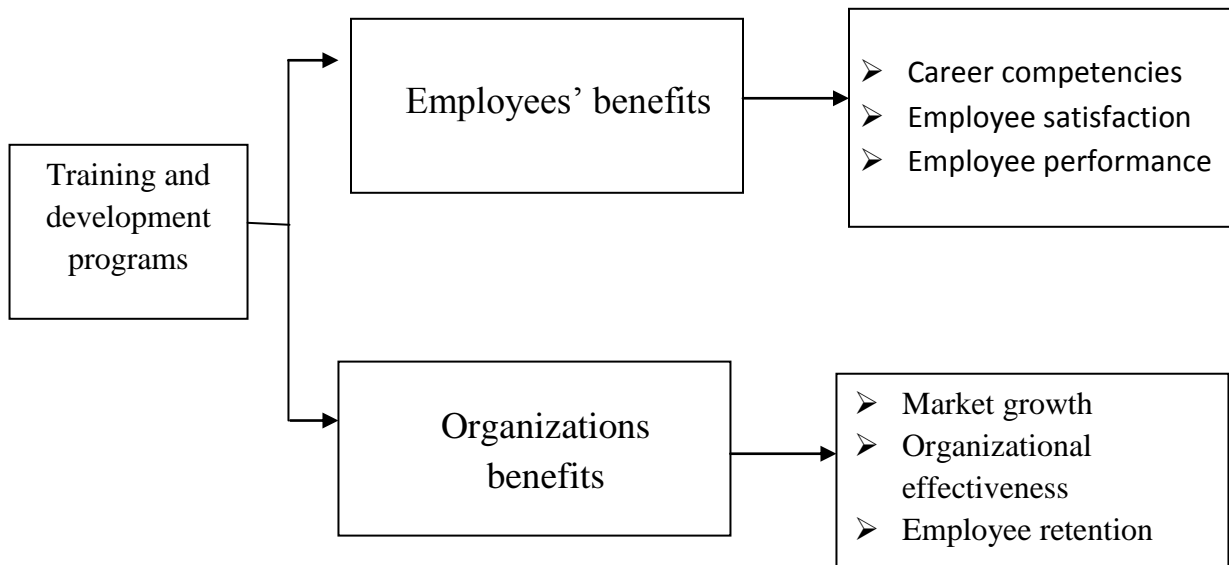 Training and
development
programs
Employees’ benefits
➢ Career competencies
➢ Employee satisfaction
➢ Employee performance
Organizations
benefits
➢ Market growth
➢ Organizational
effectiveness
➢ Employee retention